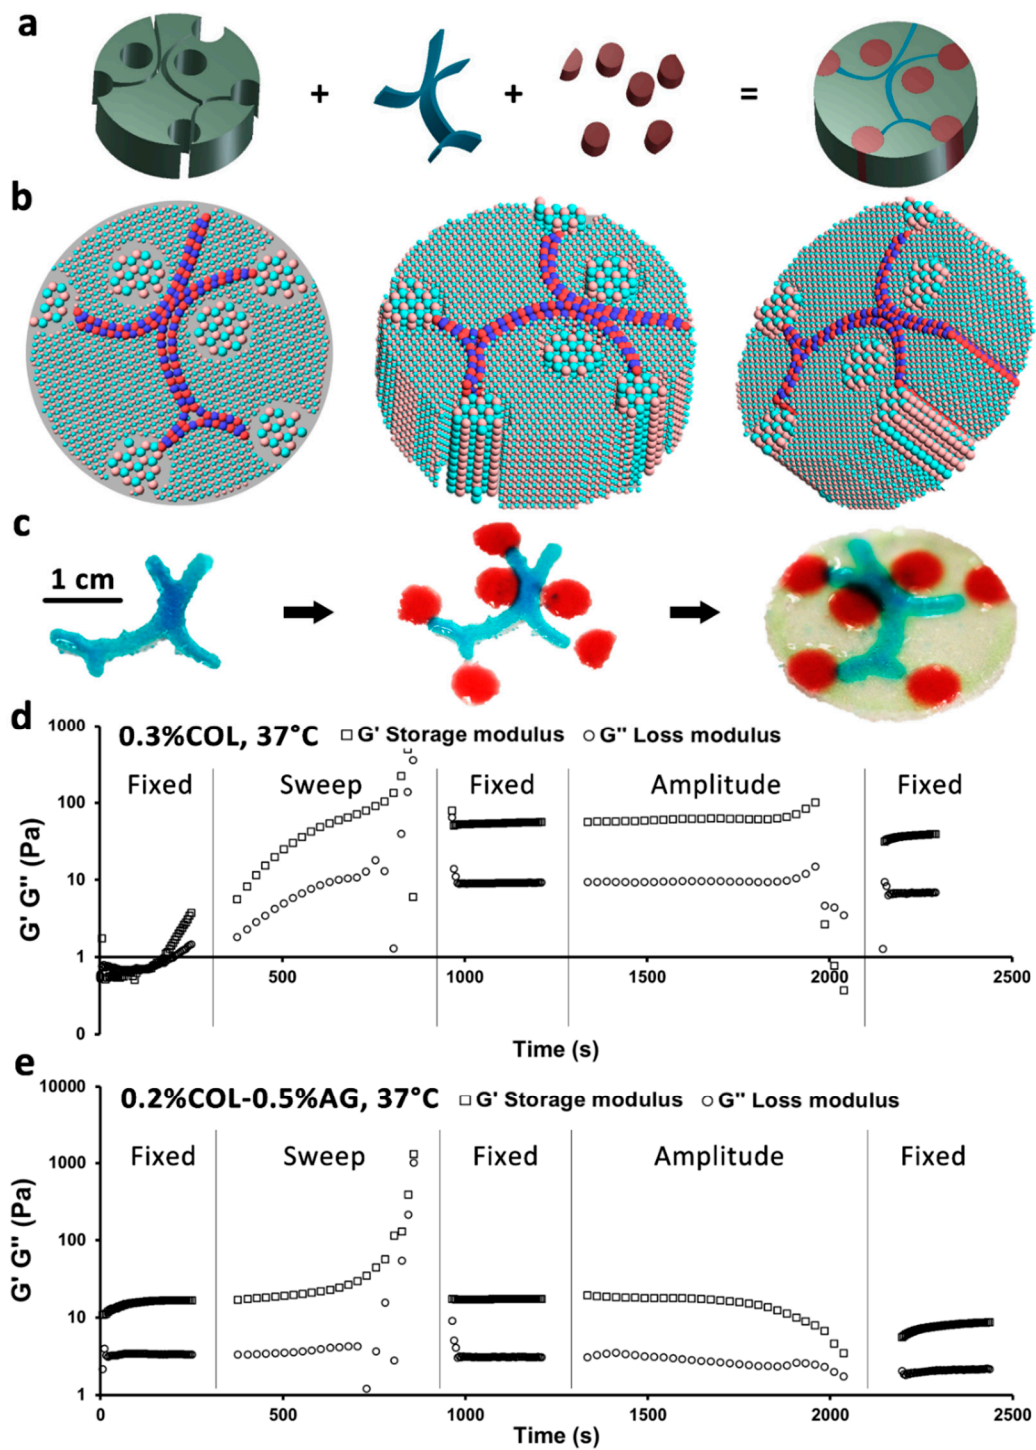 a
+ + =
b
c
1 cm
d
1000
0.3%COL, 37°C □ G' Storage modulus ○ G'' Loss modulus
Fixed Sweep Fixed Amplitude Fixed
100
G' G'' (Pa)
10
1
500 1000 1500 2000 2500
0
Time (s)
e
10000
0.2%COL-0.5%AG, 37°C □ G' Storage modulus ○ G'' Loss modulus
Fixed Sweep Fixed Amplitude Fixed
1000
G' G'' (Pa)
100
10
1
0 500 1000 1500 2000 2500
Time (s)